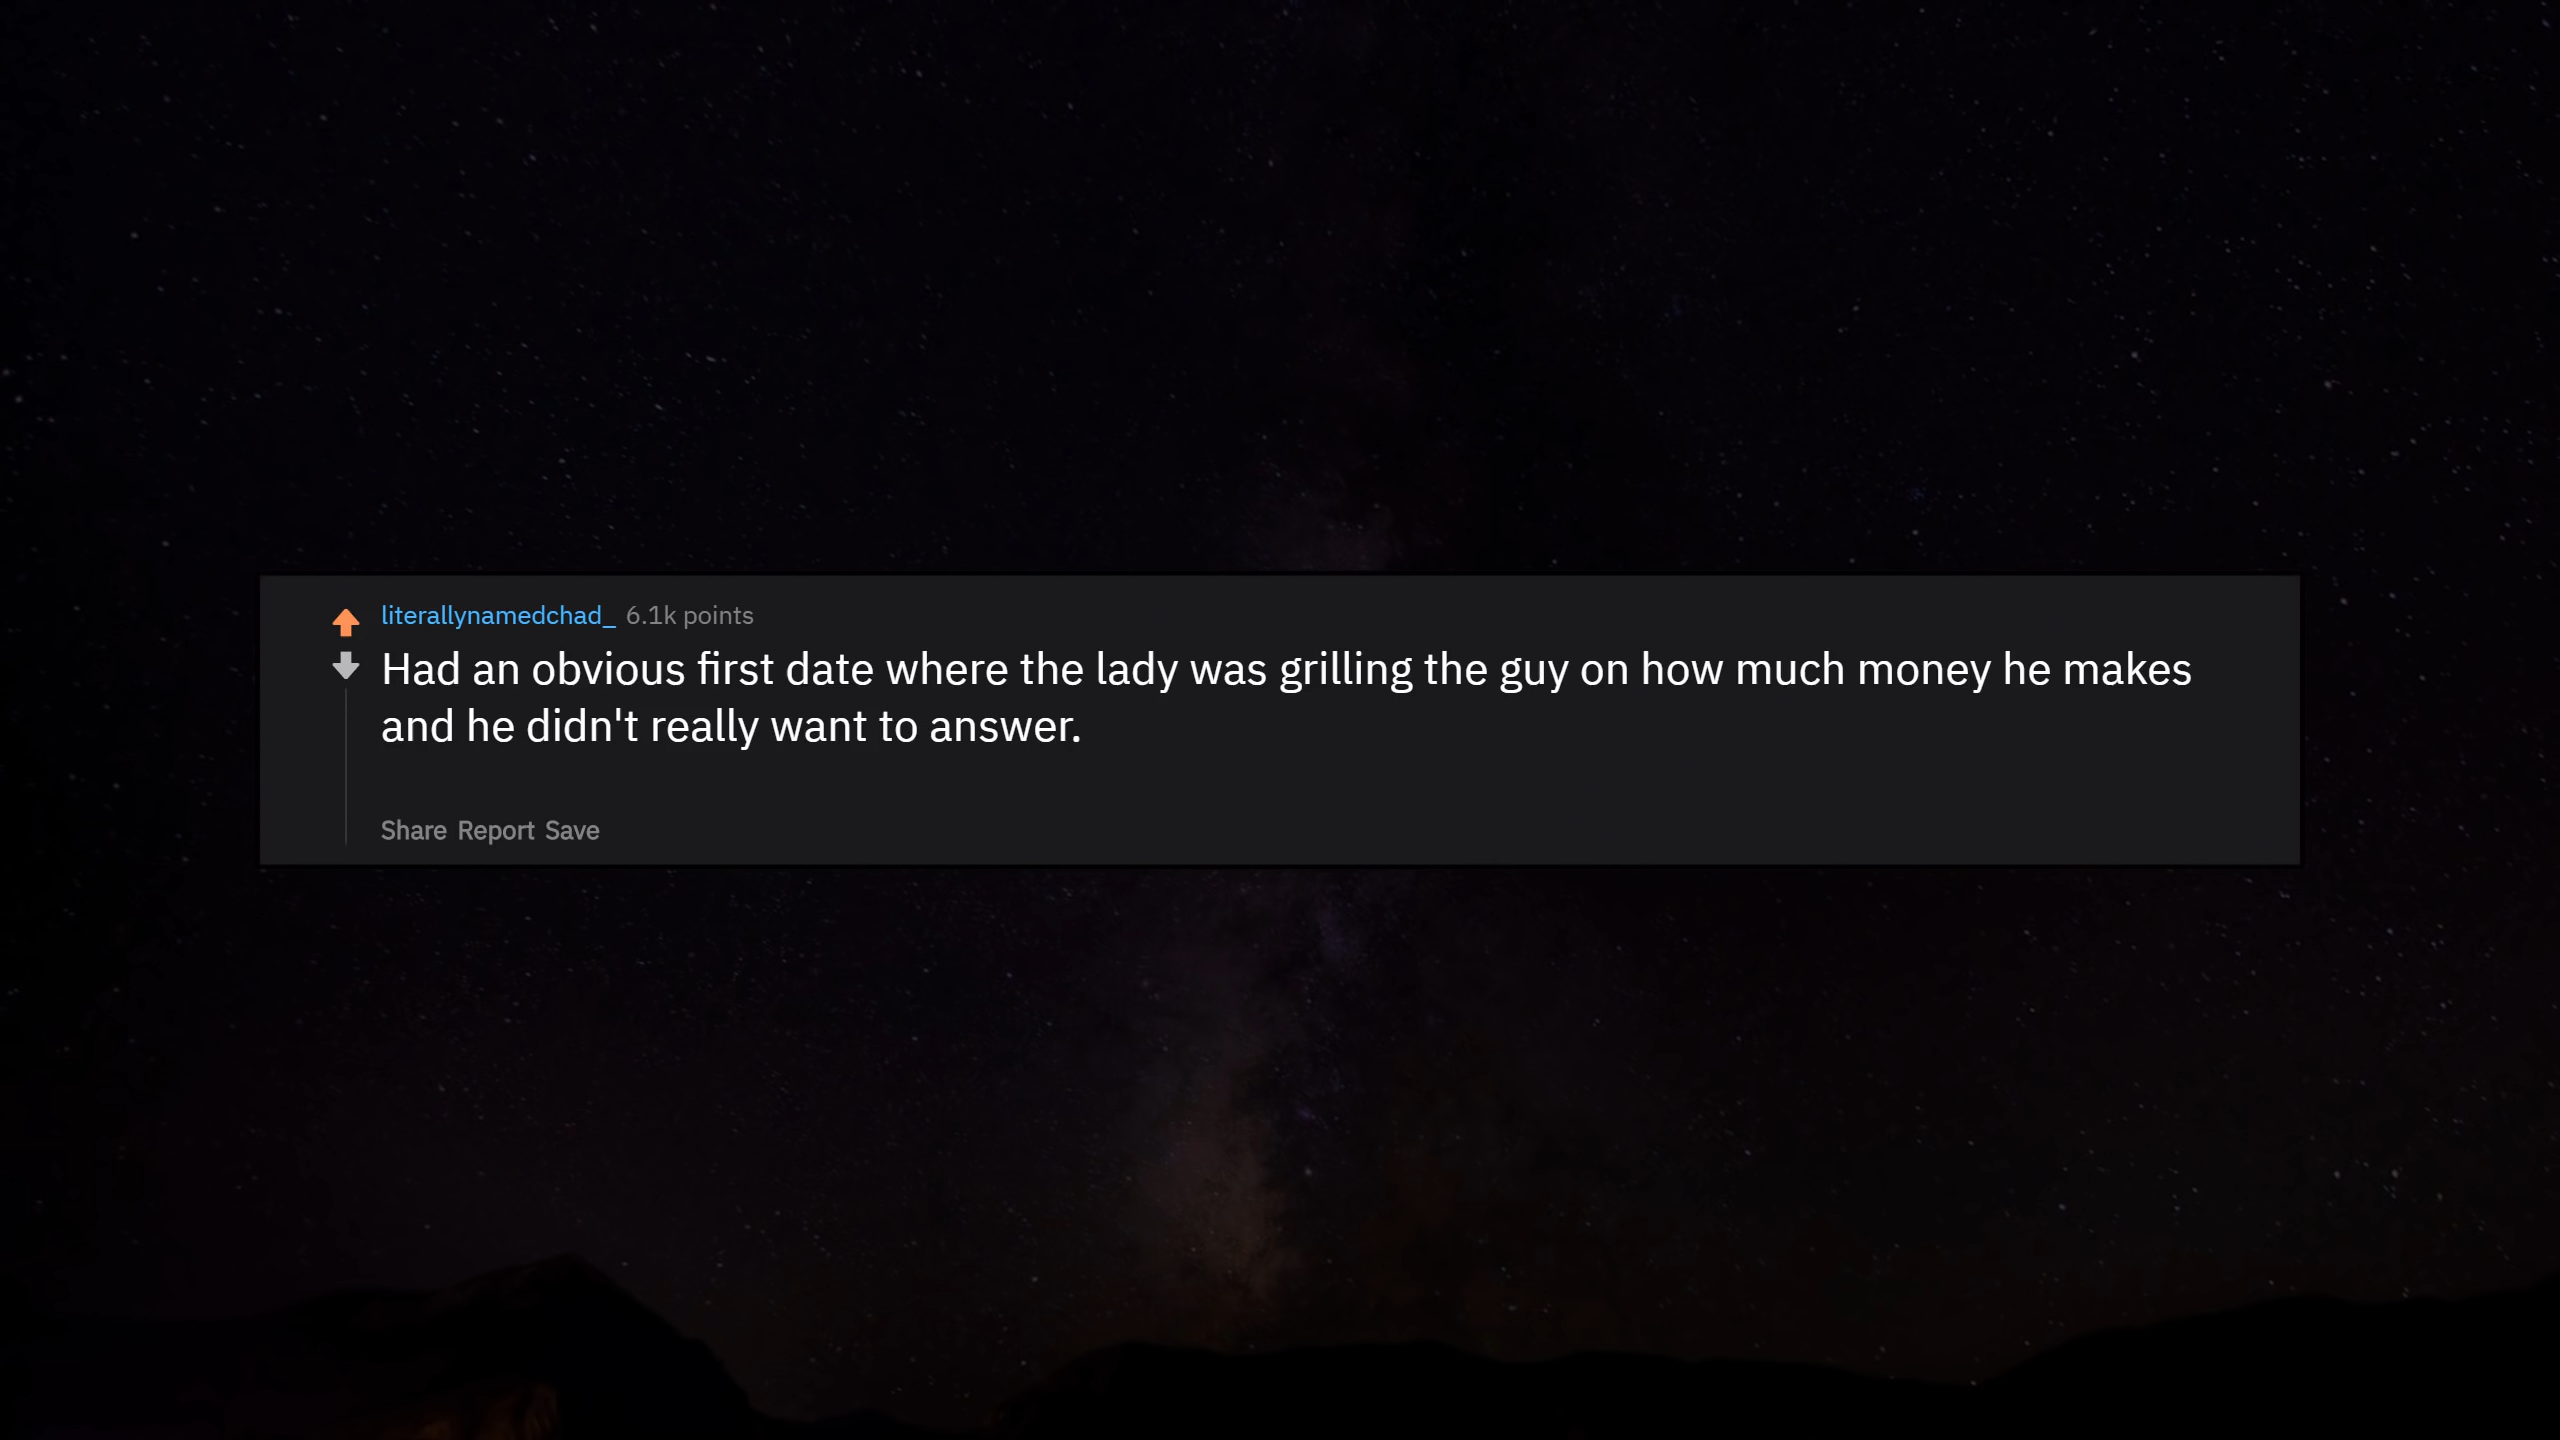 literallynamedchad_ 6.1k points
Had an obvious first date where the lady was grilling the guy on how much money he makes
and he didn't really want to answer.
Share Report Save